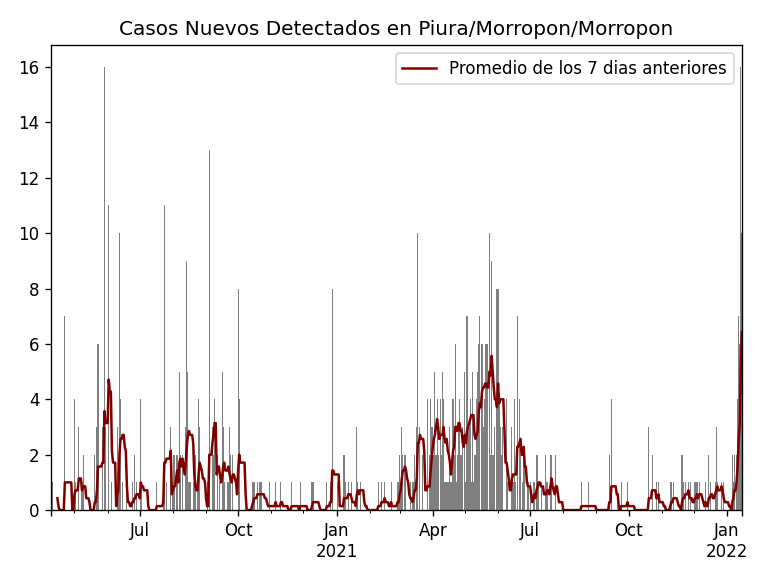 Casos Nuevos Detectados en Piura/Morropon/Morropon
Promedio de los 7 dias anteriores
16
14
12
10
8
6
4
2
0
Jul
Oct
Jan
2021
Apr
Jul
Oct
Jan
2022